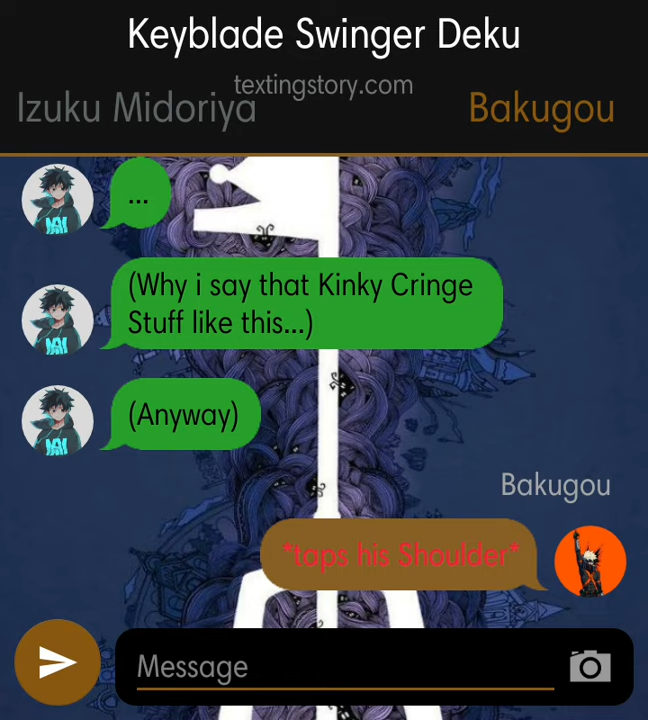 Keyblade Swinger Deku
textingstory.com
Izuku Midoriya
Bakugou
...
(Why i say that Kinky Cringe
Stuff like this...)
(Anyway)
Bakugou
*taps his Shoulder*
Message